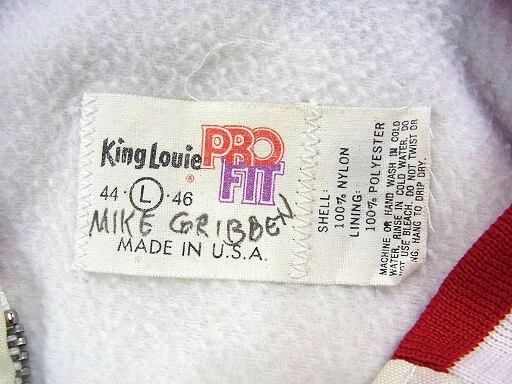 King Louie PRO FIT
®
44 · L · 46
MIKE GRIBBEN
MADE IN U.S.A.
SHELL:
100% NYLON
LINING:
100% POLYESTER
MACHINE OR HAND WASH IN COLD
WATER. RINSE IN COLD WATER. DO
NOT USE BLEACH. DO NOT TWIST OR
HANG TO DRIP DRY.